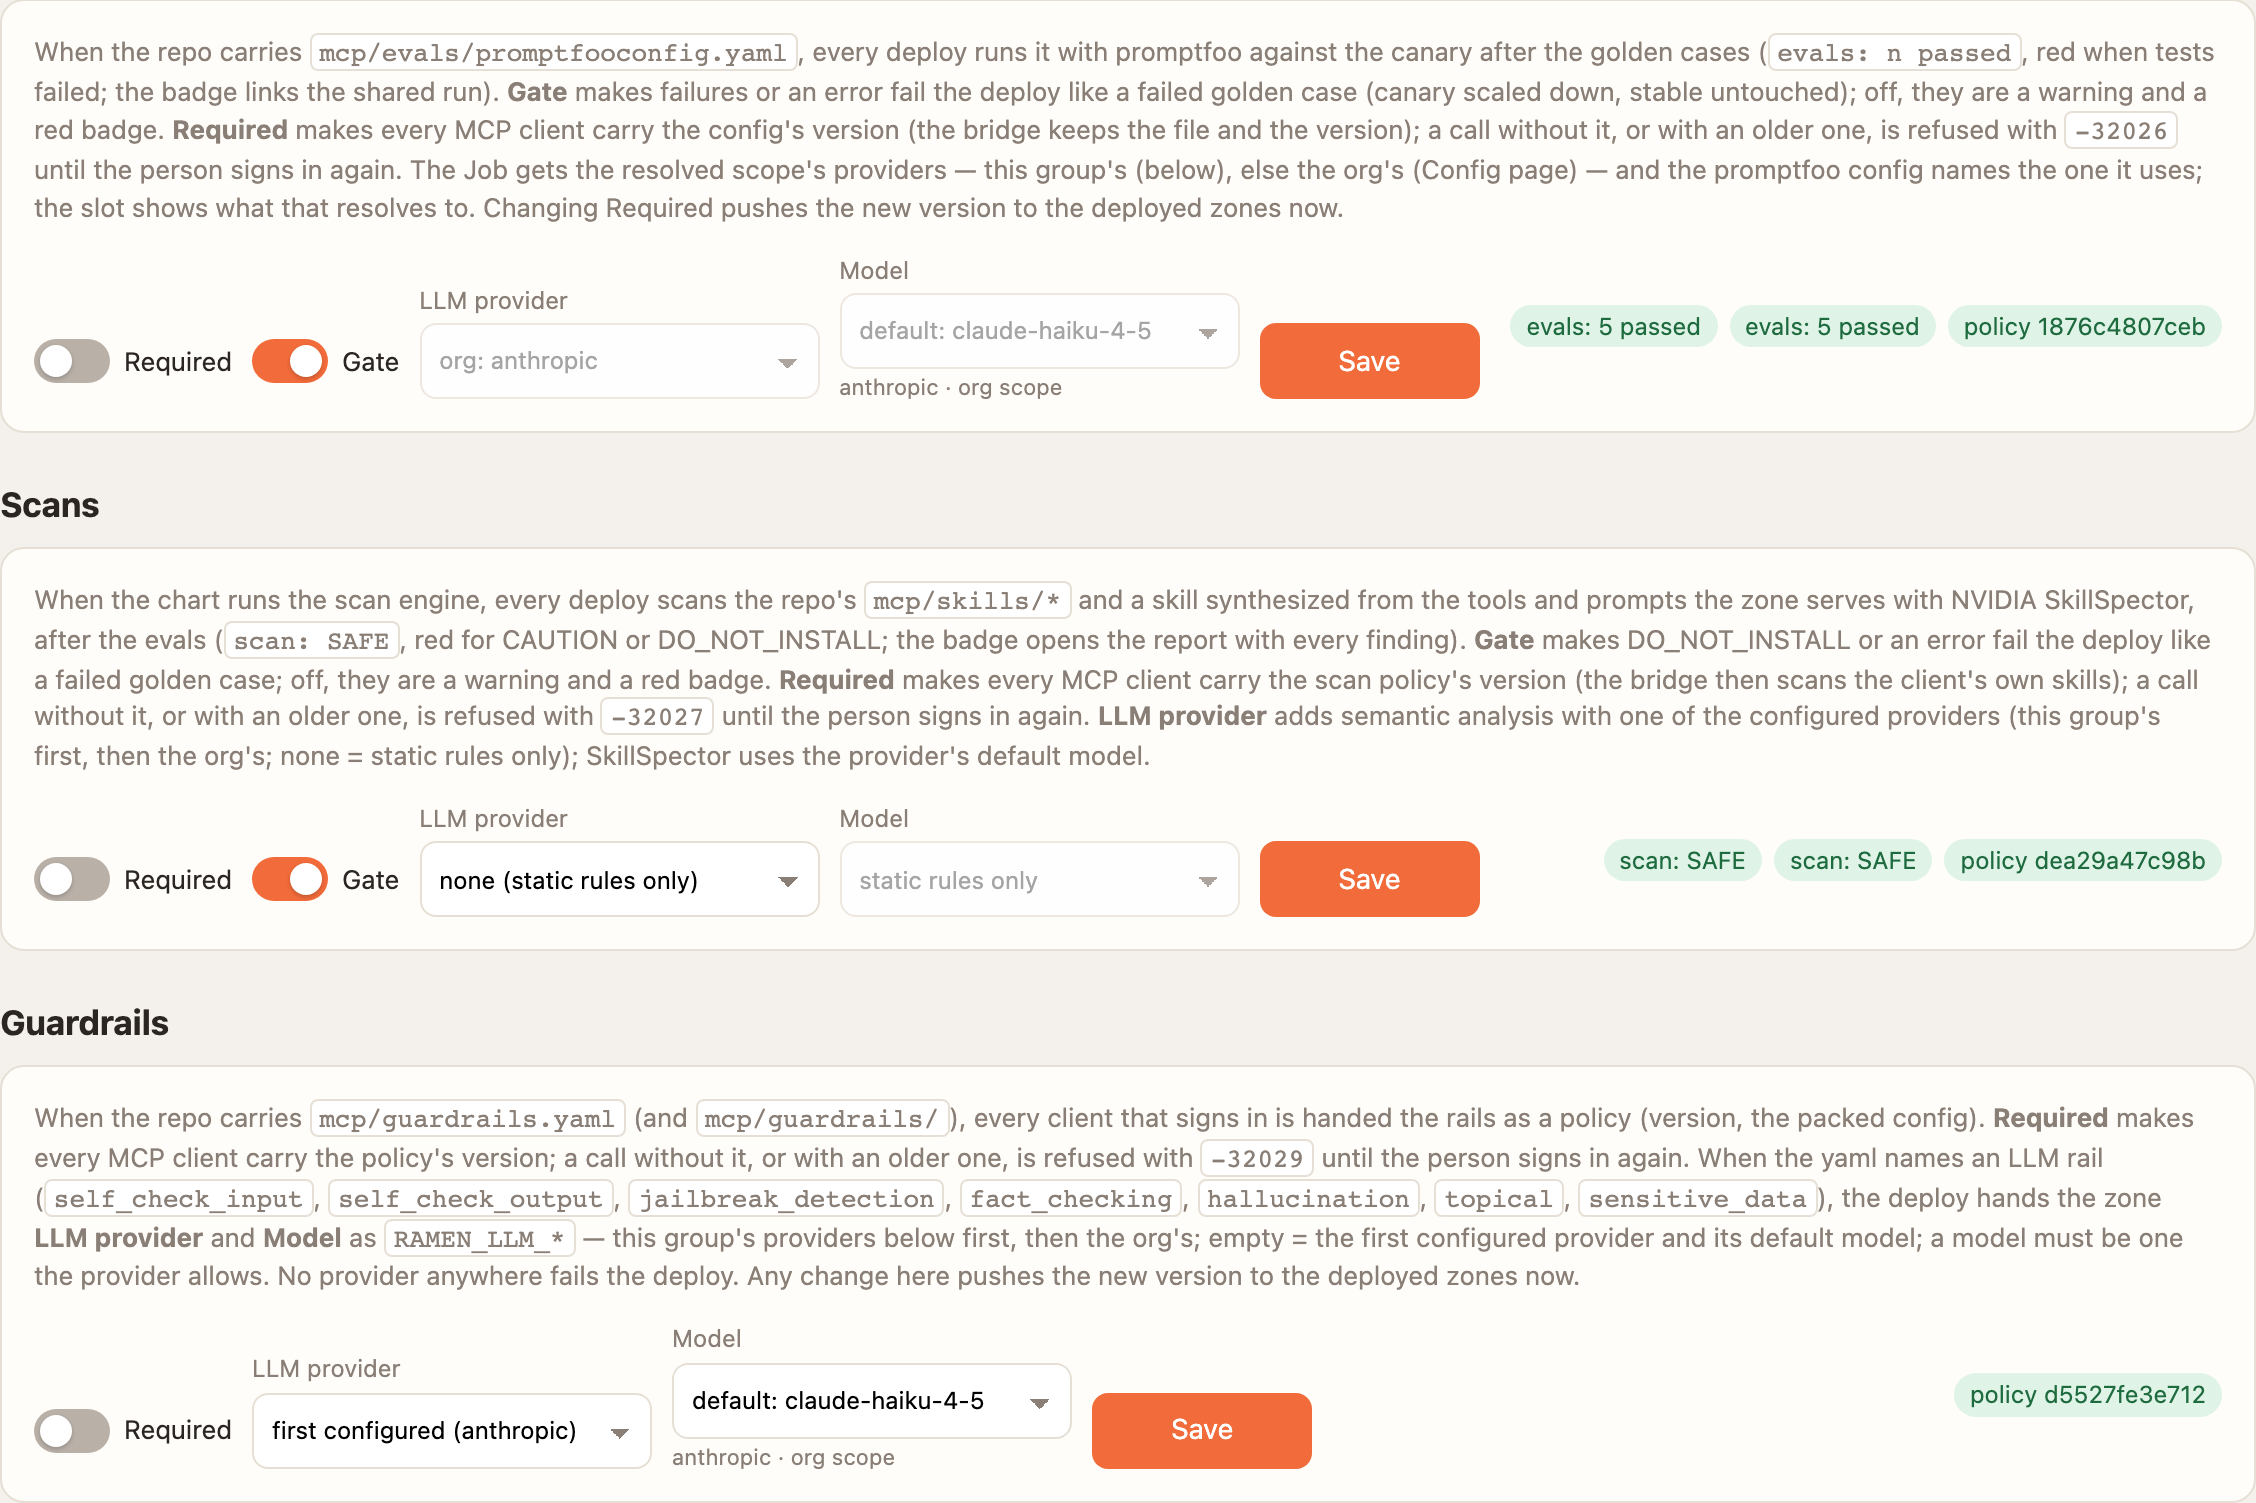 When the repo carries mcp/evals/promptfooconfig.yaml, every deploy runs it with promptfoo against the canary after the golden cases (evals: n passed, red when tests
failed; the badge links the shared run). Gate makes failures or an error fail the deploy like a failed golden case (canary scaled down, stable untouched); off, they are a warning and a
red badge. Required makes every MCP client carry the config's version (the bridge keeps the file and the version); a call without it, or with an older one, is refused with -32026
until the person signs in again. The Job gets the resolved scope's providers — this group's (below), else the org's (Config page) — and the promptfoo config names the one it uses;
the slot shows what that resolves to. Changing Required pushes the new version to the deployed zones now.
Required
Gate
LLM provider
org: anthropic
Model
default: claude-haiku-4-5
anthropic · org scope
Save
evals: 5 passed
evals: 5 passed
policy 1876c4807ceb
Scans
When the chart runs the scan engine, every deploy scans the repo's mcp/skills/* and a skill synthesized from the tools and prompts the zone serves with NVIDIA SkillSpector,
after the evals (scan: SAFE, red for CAUTION or DO_NOT_INSTALL; the badge opens the report with every finding). Gate makes DO_NOT_INSTALL or an error fail the deploy like
a failed golden case; off, they are a warning and a red badge. Required makes every MCP client carry the scan policy's version (the bridge then scans the client's own skills); a call
without it, or with an older one, is refused with -32027 until the person signs in again. LLM provider adds semantic analysis with one of the configured providers (this group's
first, then the org's; none = static rules only); SkillSpector uses the provider's default model.
Required
Gate
LLM provider
none (static rules only)
Model
static rules only
Save
scan: SAFE
scan: SAFE
policy dea29a47c98b
Guardrails
When the repo carries mcp/guardrails.yaml (and mcp/guardrails/), every client that signs in is handed the rails as a policy (version, the packed config). Required makes
every MCP client carry the policy's version; a call without it, or with an older one, is refused with -32029 until the person signs in again. When the yaml names an LLM rail
(self_check_input, self_check_output, jailbreak_detection, fact_checking, hallucination, topical, sensitive_data), the deploy hands the zone
LLM provider and Model as RAMEN_LLM_* — this group's providers below first, then the org's; empty = the first configured provider and its default model; a model must be one
the provider allows. No provider anywhere fails the deploy. Any change here pushes the new version to the deployed zones now.
Required
LLM provider
first configured (anthropic)
Model
default: claude-haiku-4-5
anthropic · org scope
Save
policy d5527fe3e712